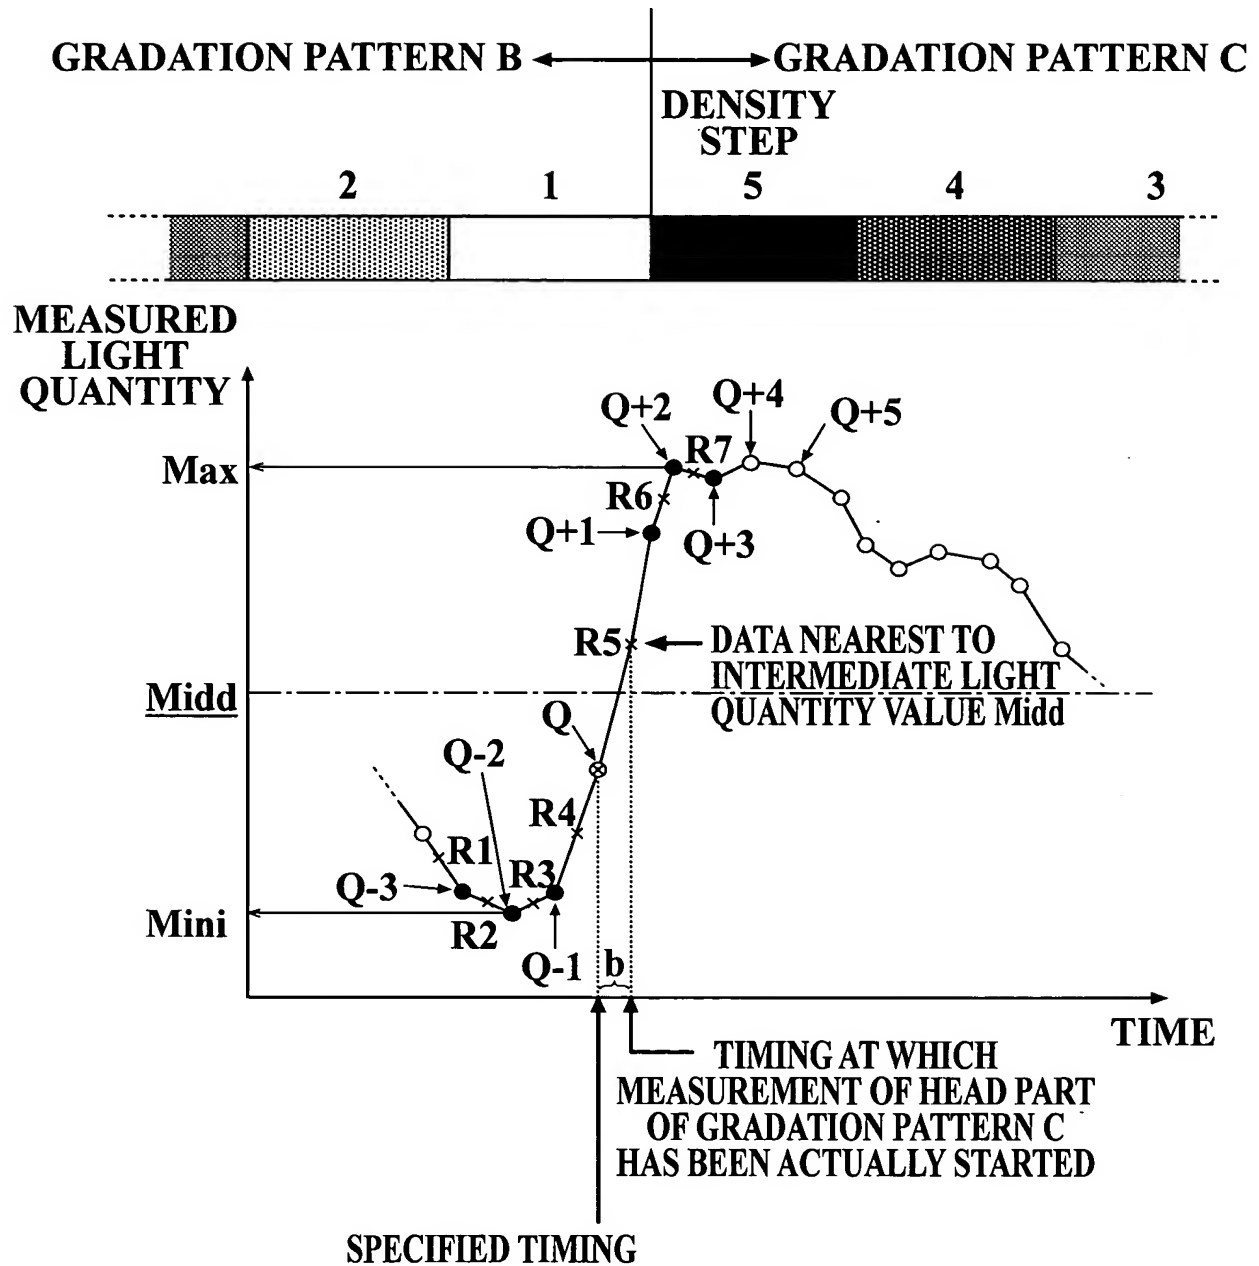 GRADATION PATTERN B
GRADATION PATTERN C
DENSITY
STEP
2
1
5
4
3
MEASURED
LIGHT
QUANTITY
Q+2
Q+4
Q+5
Max
R7
R6
Q+1
Q+3
R5
DATA NEAREST TO
INTERMEDIATE LIGHT
QUANTITY VALUE Midd
Midd
Q
Q-2
R4
R1
R3
Q-3
Mini
R2
Q-1
b
TIME
TIMING AT WHICH
MEASUREMENT OF HEAD PART
OF GRADATION PATTERN C
HAS BEEN ACTUALLY STARTED
SPECIFIED TIMING